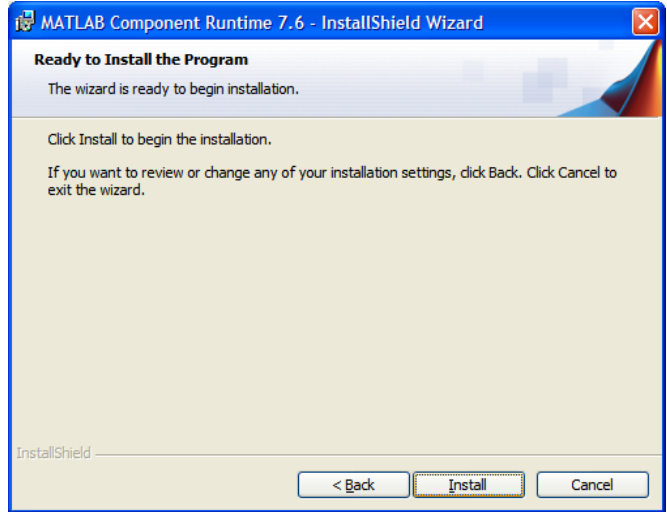 MATLAB Component Runtime 7.6 - InstallShield Wizard
Ready to Install the Program
The wizard is ready to begin installation.
Click Install to begin the installation.
If you want to review or change any of your installation settings, click Back. Click Cancel to
exit the wizard.
InstallShield
< Back Install Cancel